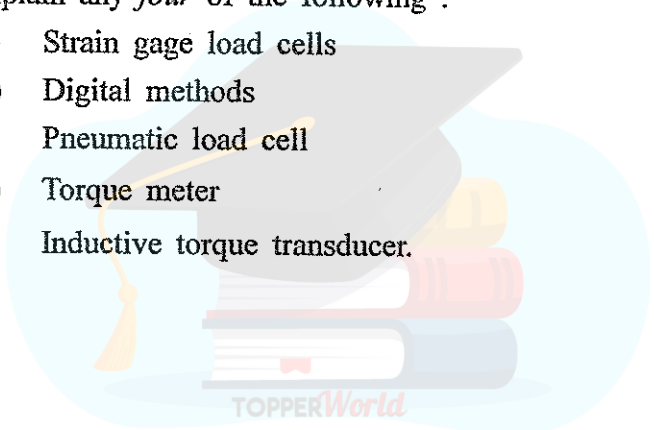 any four of the following :
Strain gage load cells
Digital methods
Pneumatic load cell
Torque meter
Inductive torque transducer.
TOPPERWorld